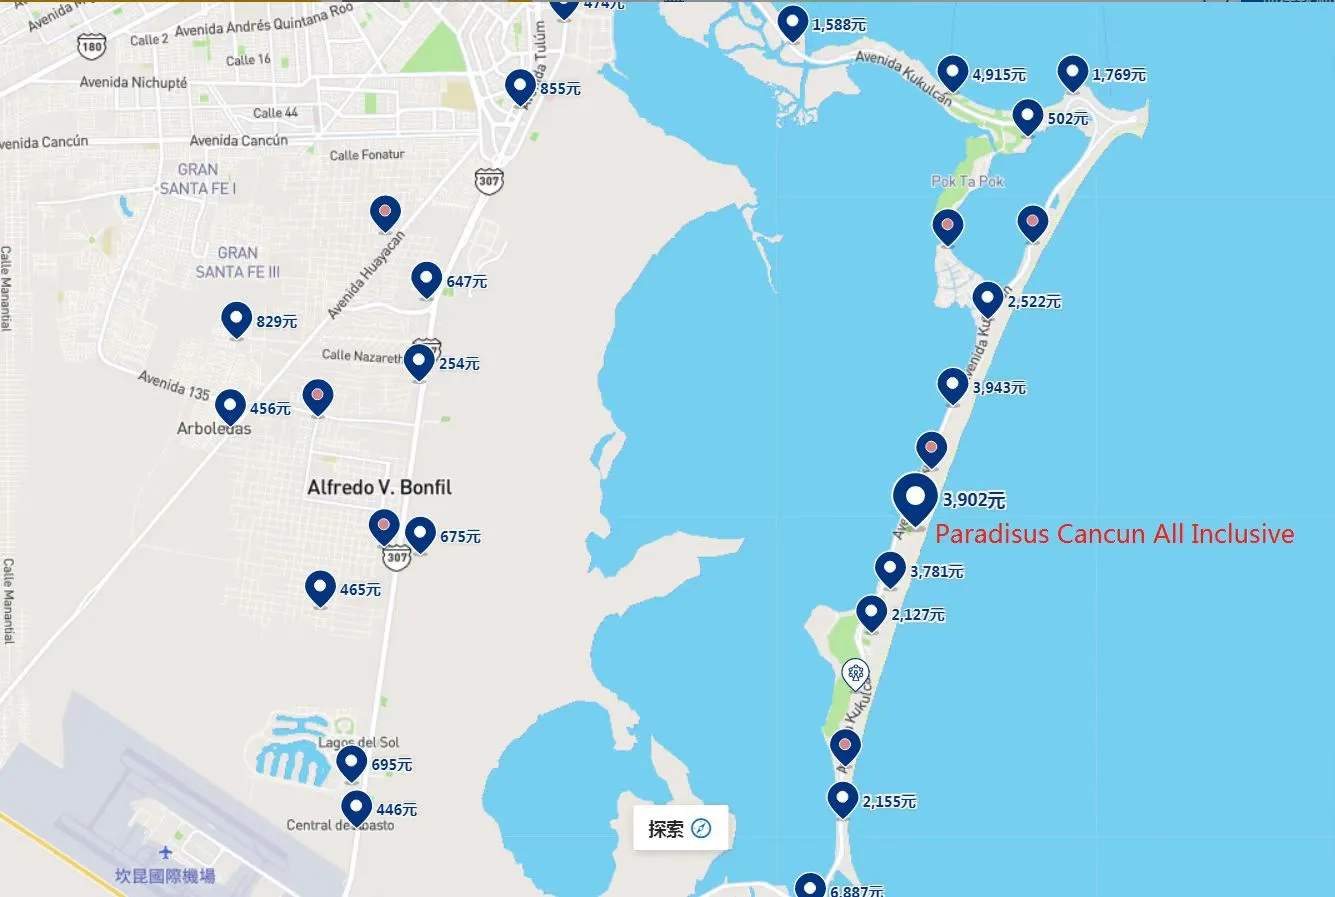 Avenida Andrés Quintana Roo
474元
180
Calle 2
Calle 16
Avenida Nichupté
Avenida Tulúm
855元
1,588元
Avenida Kukulcán
4,915元
1,769元
502元
Calle 44
Avenida Cancún
Calle Fonatur
GRAN
SANTA FE I
307
Pok Ta Pok
GRAN
SANTA FE III
Avenida Huayacan
Calle Manantial
647元
829元
2,522元
Calle Nazareth
254元
Avenida 135
456元
Arboledas
3,943元
Alfredo V. Bonfil
3,902元
Paradisus Cancun All Inclusive
675元
307
3,781元
465元
2,127元
Calle Manantial
Lagos del Sol
695元
446元
Central de Abasto
2,155元
探索
坎昆國際機場
6,887元